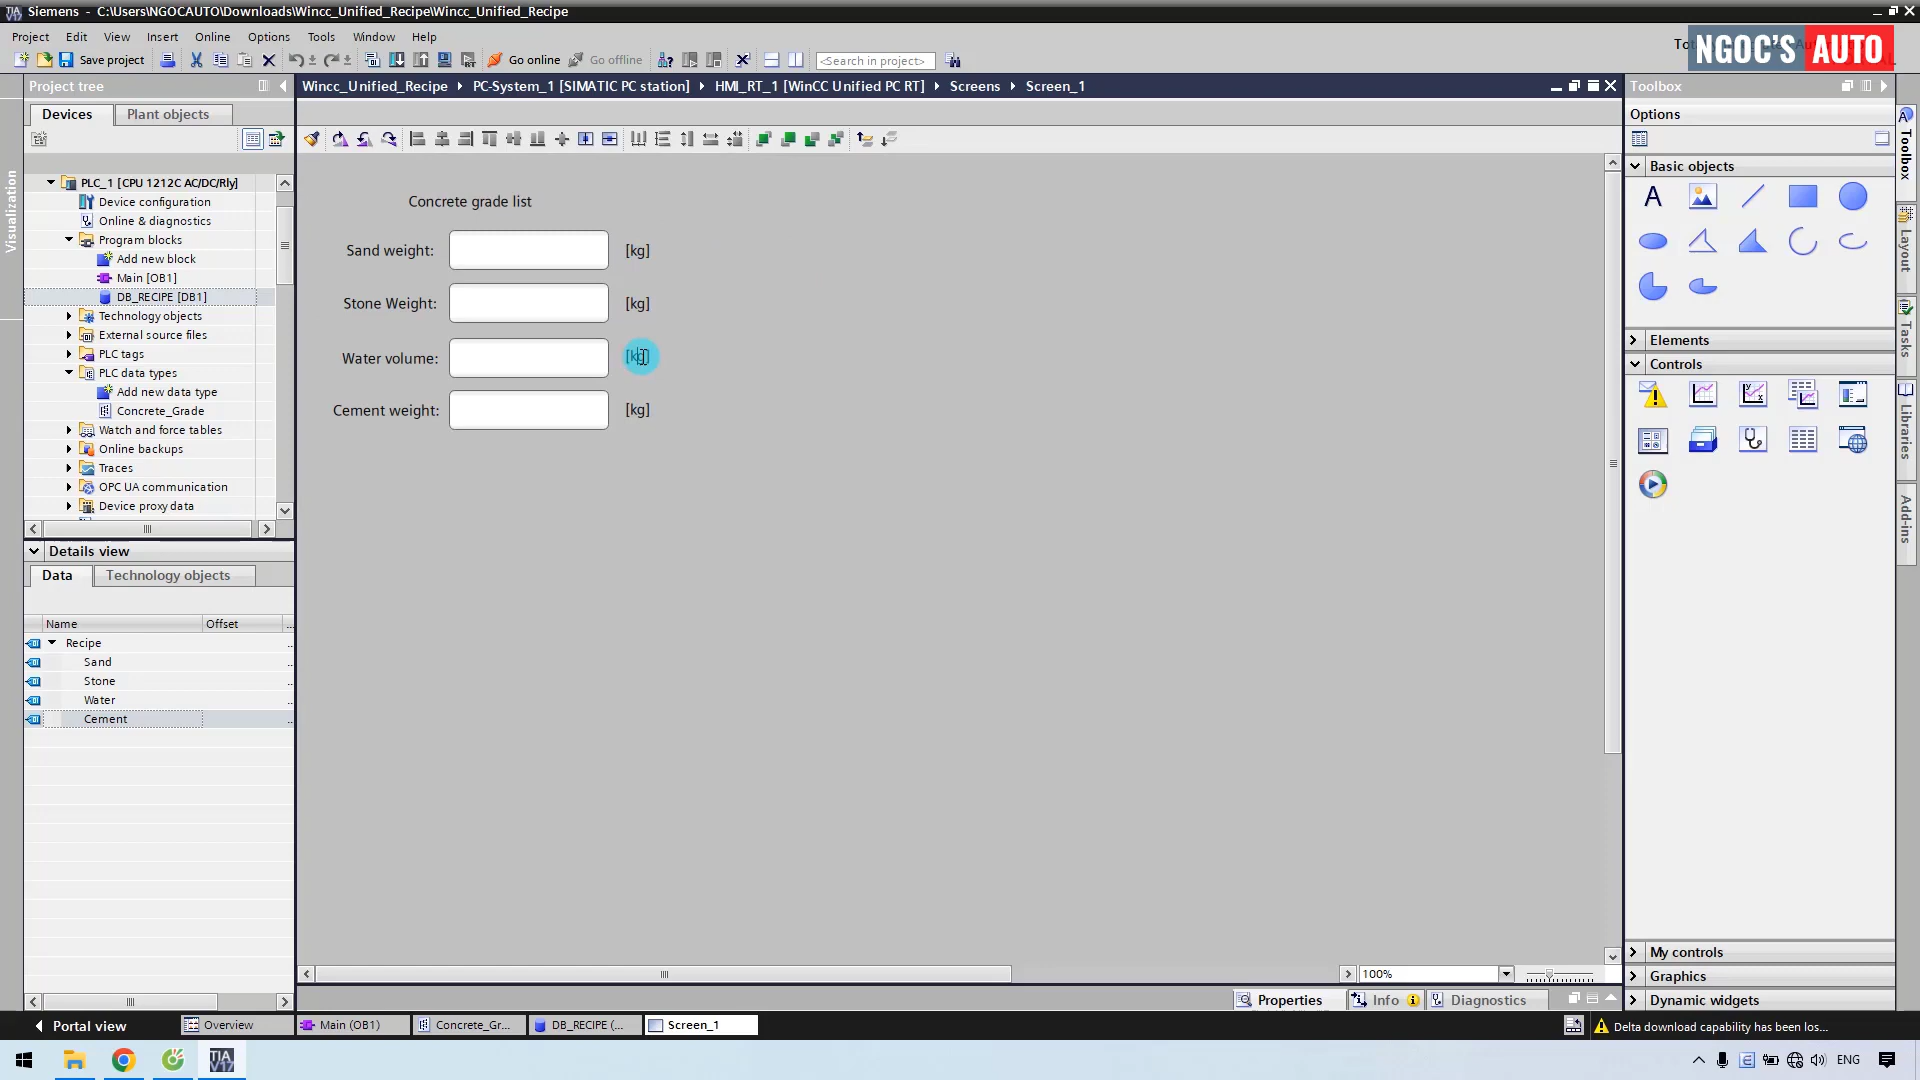 Siemens - C:\Users\NGOCAUTO\Downloads\Wincc_Unified_Recipe\Wincc_Unified_Recipe
Project Edit View Insert Online Options Tools Window Help
NGOC'S AUTO
Save project Go online Go offline <Search in project>
Project tree
Wincc_Unified_Recipe PC-System_1 [SIMATIC PC station] HMI_RT_1 [WinCC Unified PC RT] Screens Screen_1
Toolbox
Devices Plant objects
Options
PLC_1 [CPU 1212C AC/DC/Rly]
Device configuration
Online & diagnostics
Program blocks
Add new block
Main [OB1]
DB_RECIPE [DB1]
Technology objects
External source files
PLC tags
PLC data types
Add new data type
Concrete_Grade
Watch and force tables
Online backups
Traces
OPC UA communication
Device proxy data
Details view
Data Technology objects
Name Offset
Recipe ..
Sand ..
Stone ..
Water ..
Cement ..
Concrete grade list
Sand weight: [kg]
Stone Weight: [kg]
Water volume: [kg]
Cement weight: [kg]
100%
Properties Info Diagnostics
Basic objects
Elements
Controls
My controls
Graphics
Dynamic widgets
Visualization
Toolbox
Layout
Tasks
Libraries
Add-ins
Portal view Overview Main (OB1) Concrete_Gr... DB_RECIPE (... Screen_1 Delta download capability has been los...
TIA V17
ENG